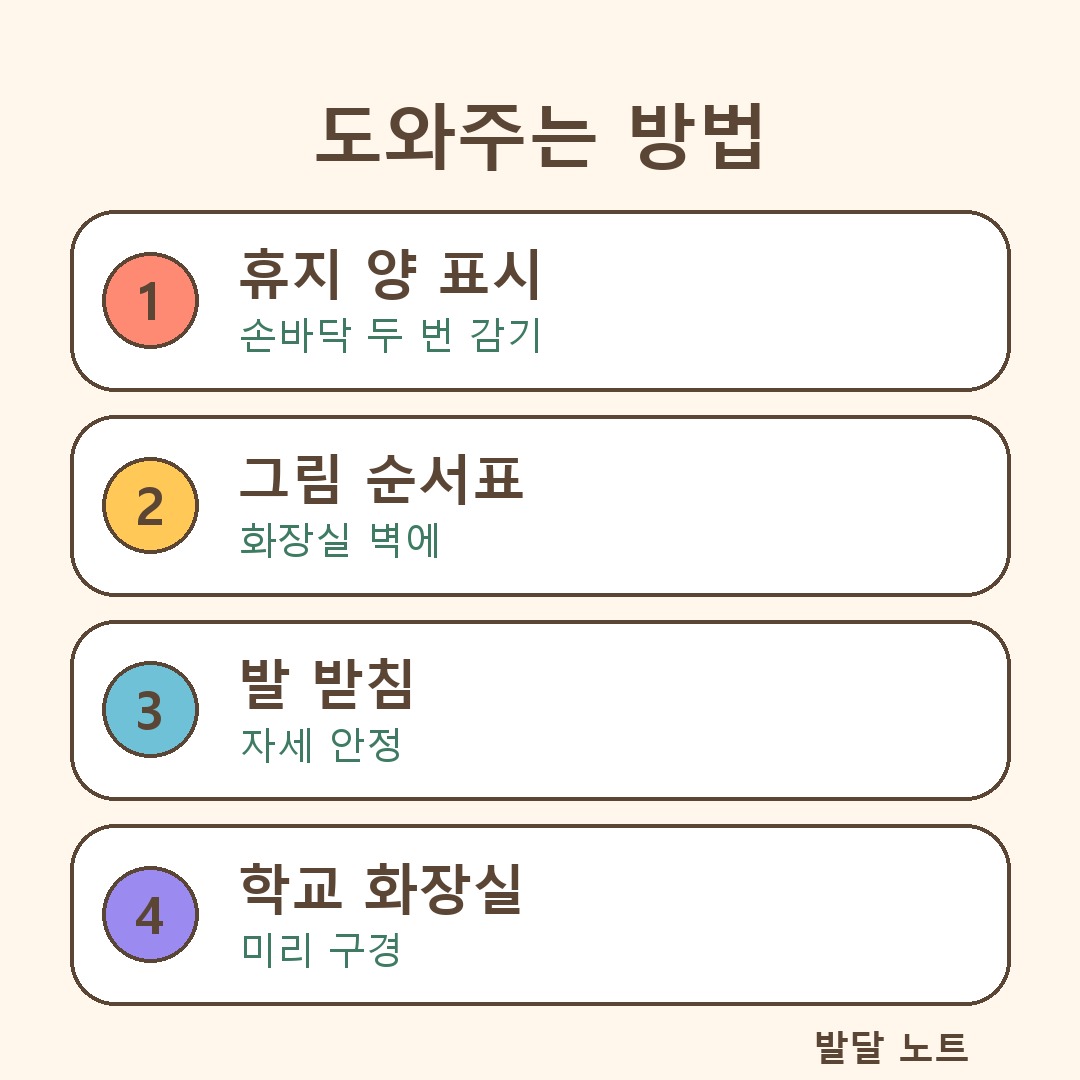 도와주는 방법
1
휴지 양 표시
손바닥 두 번 감기
2
그림 순서표
화장실 벽에
3
발 받침
자세 안정
4
학교 화장실
미리 구경
발달 노트